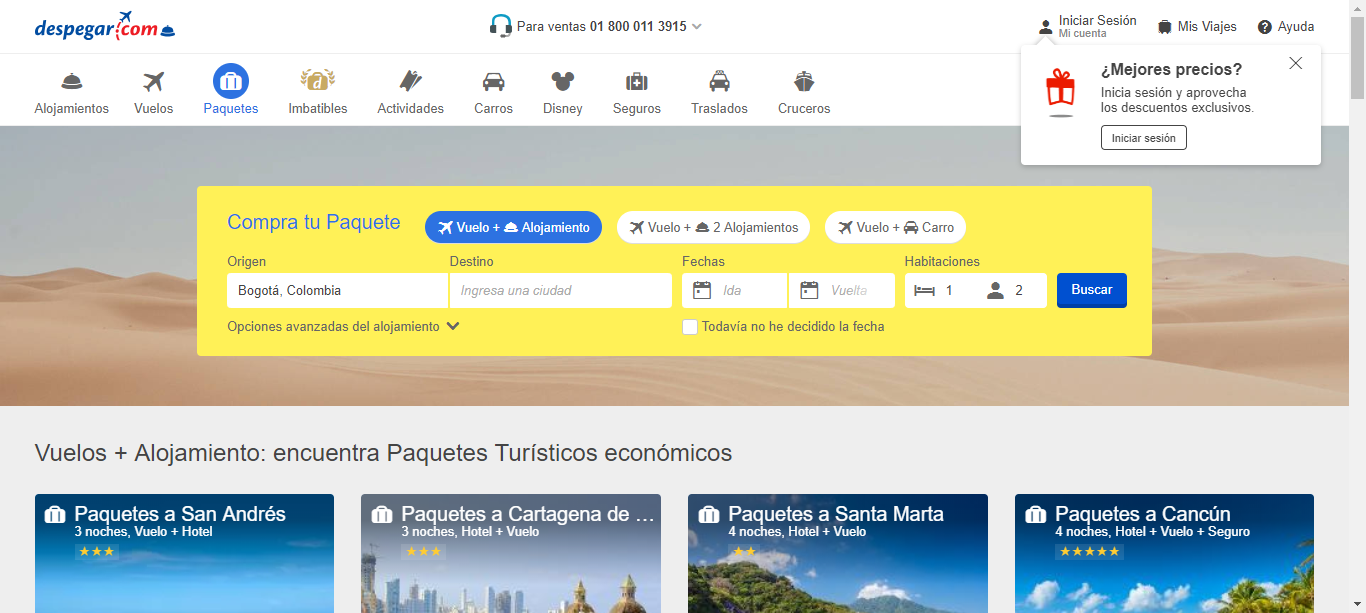 despegar.com
Para ventas 01 800 011 3915
Iniciar Sesión
Mi cuenta
Mis Viajes
Ayuda
Alojamientos
Vuelos
Paquetes
Imbatibles
Actividades
Carros
Disney
Seguros
Traslados
Cruceros
¿Mejores precios?
Inicia sesión y aprovecha
los descuentos exclusivos.
Iniciar sesión
Compra tu Paquete
Vuelo + Alojamiento
Vuelo + 2 Alojamientos
Vuelo + Carro
Origen
Destino
Fechas
Habitaciones
Bogotá, Colombia
Ingresa una ciudad
Ida
Vuelta
1
2
Buscar
Opciones avanzadas del alojamiento
Todavía no he decidido la fecha
Vuelos + Alojamiento: encuentra Paquetes Turísticos económicos
Paquetes a San Andrés
3 noches, Vuelo + Hotel
Paquetes a Cartagena de ...
3 noches, Hotel + Vuelo
Paquetes a Santa Marta
4 noches, Hotel + Vuelo
Paquetes a Cancún
4 noches, Hotel + Vuelo + Seguro